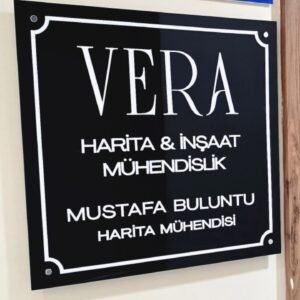 VERA
HARİTA & İNŞAAT
MÜHENDİSLİK
MUSTAFA BULUNTU
HARİTA MÜHENDİSİ